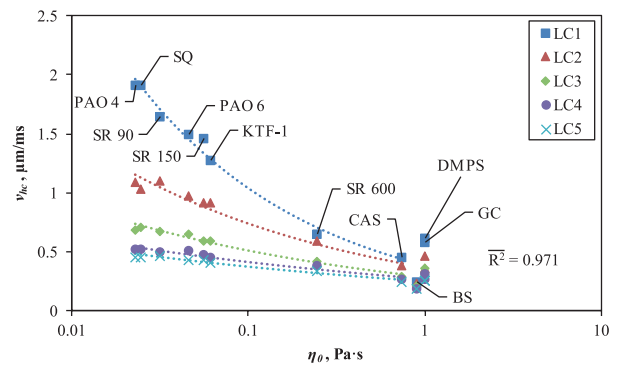 2.5
2
1.5
1
0.5
0
v_hc, μm/ms
SQ
PAO 4
SR 90
PAO 6
SR 150
KTF-1
SR 600
CAS
DMPS
GC
BS
R² = 0.971
LC1
LC2
LC3
LC4
LC5
0.01
0.1
1
10
η₀, Pa·s